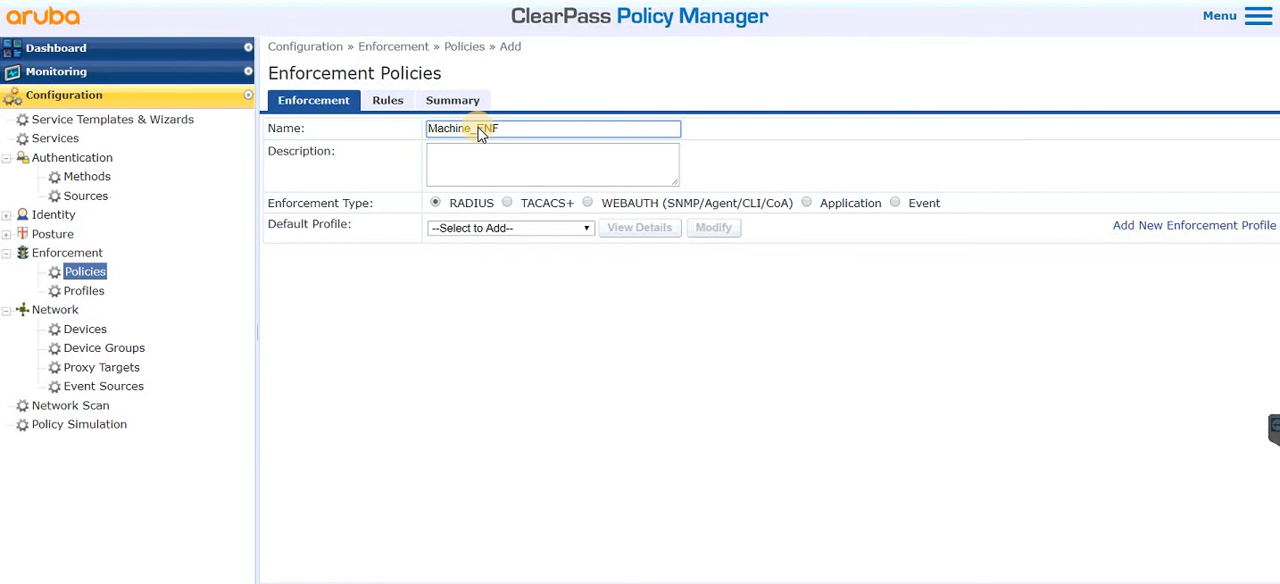 aruba
ClearPass Policy Manager
Menu
Dashboard
Monitoring
Configuration
Service Templates & Wizards
Services
Authentication
Methods
Sources
Identity
Posture
Enforcement
Policies
Profiles
Network
Devices
Device Groups
Proxy Targets
Event Sources
Network Scan
Policy Simulation
Configuration » Enforcement » Policies » Add
Enforcement Policies
Enforcement Rules Summary
Name: Machine_ENF
Description:
Enforcement Type: RADIUS TACACS+ WEBAUTH (SNMP/Agent/CLI/CoA) Application Event
Default Profile: --Select to Add-- View Details Modify Add New Enforcement Profile